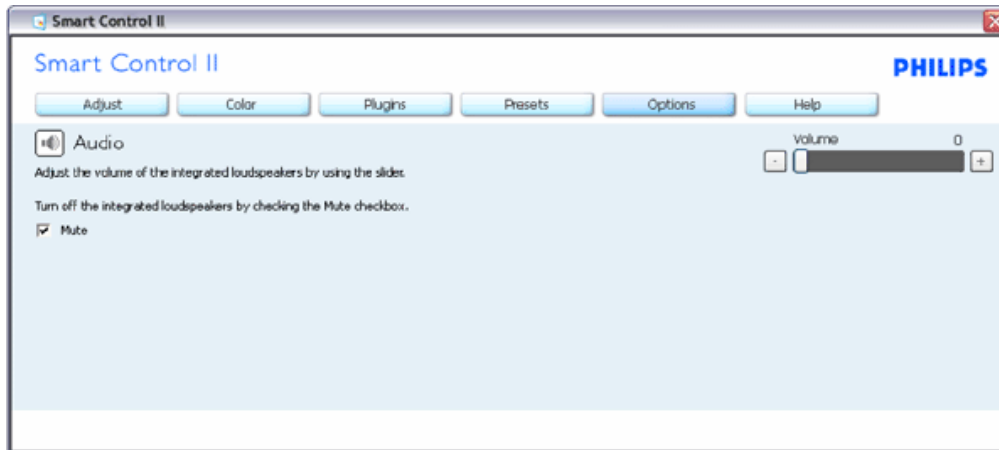 Smart Control II
Smart Control II
PHILIPS
Adjust Color Plugins Presets Options Help
Audio
Volume 0
- +
Adjust the volume of the integrated loudspeakers by using the slider.
Turn off the integrated loudspeakers by checking the Mute checkbox.
Mute